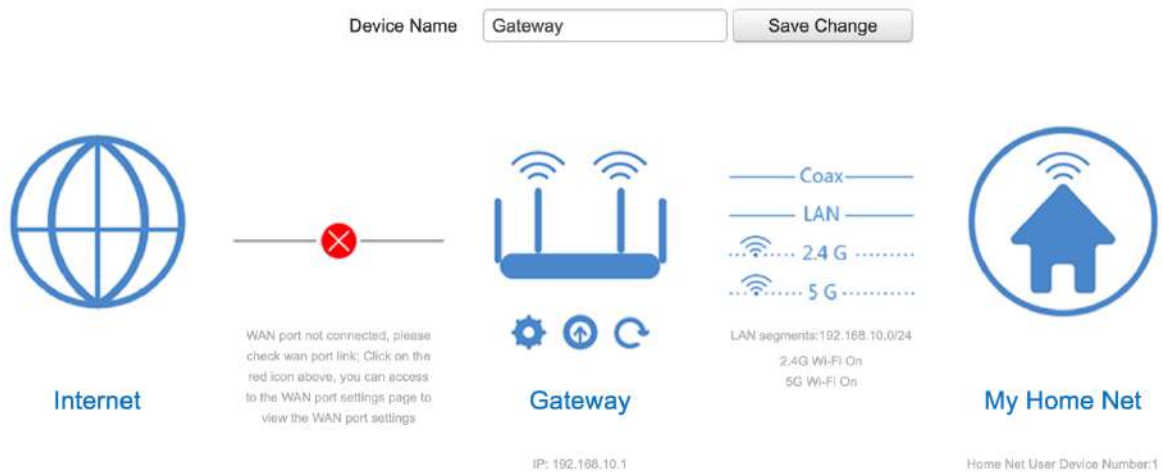 Device Name Gateway Save Change
Coax
LAN
2.4 G
5 G
WAN port not connected, please
check wan port link; Click on the
red icon above, you can access
to the WAN port settings page to
view the WAN port settings
LAN segments:192.168.10.0/24
2.4G Wi-Fi On
5G Wi-Fi On
Internet
Gateway
My Home Net
IP: 192.168.10.1
Home Net User Device Number:1